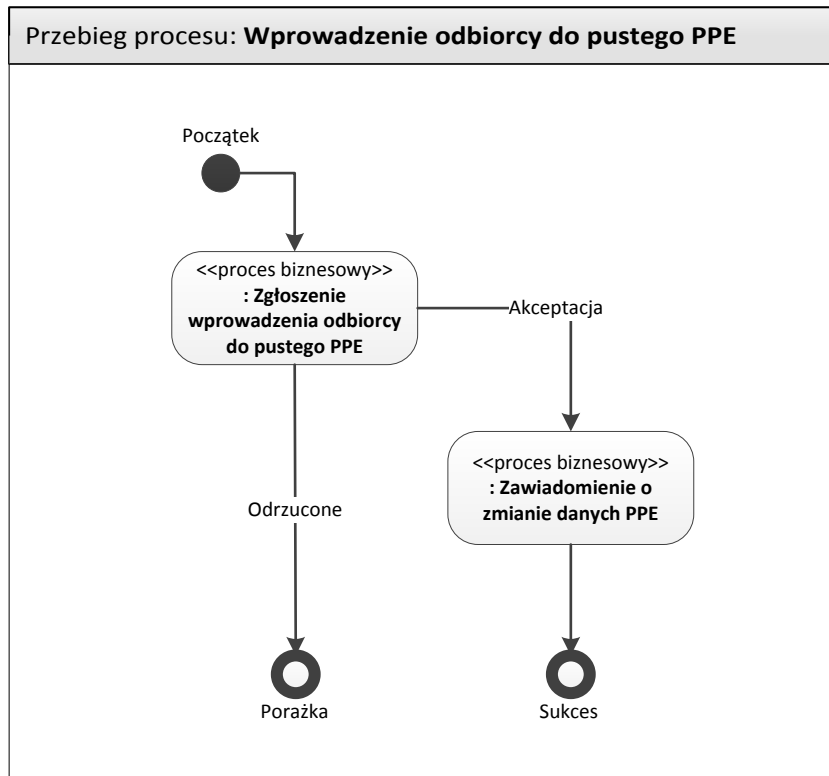 Przebieg procesu: Wprowadzenie odbiorcy do pustego PPE
Początek
<<proces biznesowy>>
: Zgłoszenie
wprowadzenia odbiorcy
do pustego PPE
Akceptacja
<<proces biznesowy>>
: Zawiadomienie o
zmianie danych PPE
Odrzucone
Porażka
Sukces